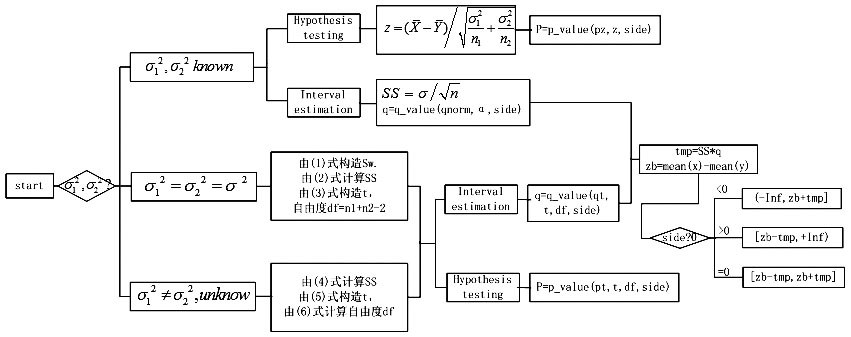 start
σ₁²,σ₂²?
σ₁²,σ₂² known
Hypothesis
testing
z=(X̄−Ȳ)/√(σ₁²/n₁+σ₂²/n₂)
P=p_value(pz,z,side)
Interval
estimation
SS=σ/√n
q=q_value(qnorm,α,side)
σ₁²=σ₂²=σ²
由(1)式构造Sw.
由(2)式计算SS
由(3)式构造t,
自由度df=n1+n2-2
σ₁²≠σ₂²,unknow
由(4)式计算SS
由(5)式构造t,
由(6)式计算自由度df
Interval
estimation
q=q_value(qt,
t,df,side)
Hypothesis
testing
P=p_value(pt,t,df,side)
tmp=SS*q
zb=mean(x)-mean(y)
side?0
<0
(-Inf,zb+tmp]
>0
[zb-tmp,+Inf)
=0
[zb-tmp,zb+tmp]